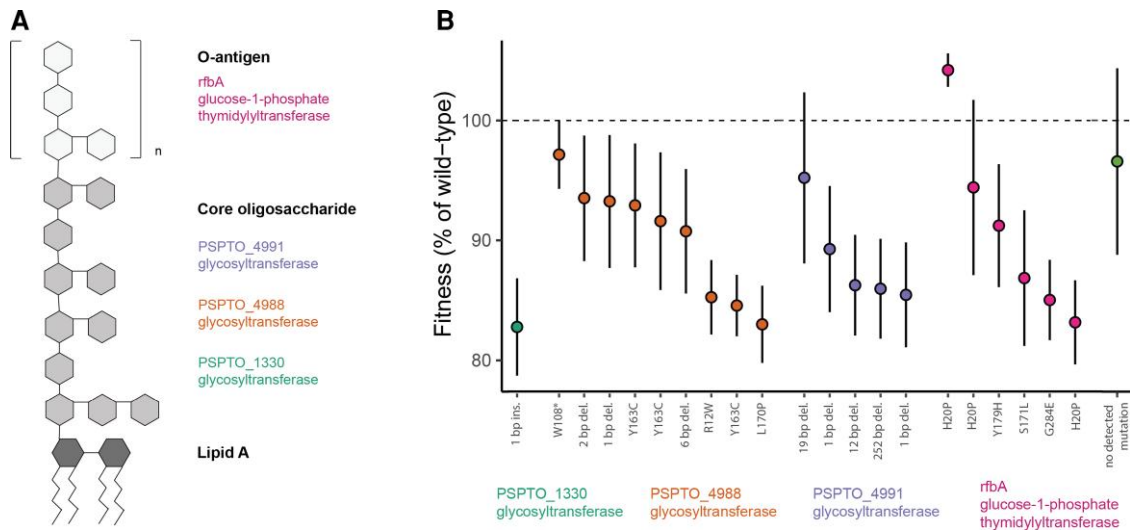 A
O-antigen
rfbA
glucose-1-phosphate
thymidylyltransferase
n
Core oligosaccharide
PSPTO_4991
glycosyltransferase
PSPTO_4988
glycosyltransferase
PSPTO_1330
glycosyltransferase
Lipid A
B
Fitness (% of wild-type)
100
90
80
1 bp ins.
W108*
2 bp del.
1 bp del.
Y163C
Y163C
6 bp del.
R12W
Y163C
L170P
19 bp del.
1 bp del.
12 bp del.
252 bp del.
1 bp del.
H20P
H20P
Y179H
S171L
G284E
H20P
no detected
mutation
PSPTO_1330
glycosyltransferase
PSPTO_4988
glycosyltransferase
PSPTO_4991
glycosyltransferase
rfbA
glucose-1-phosphate
thymidylyltransferase